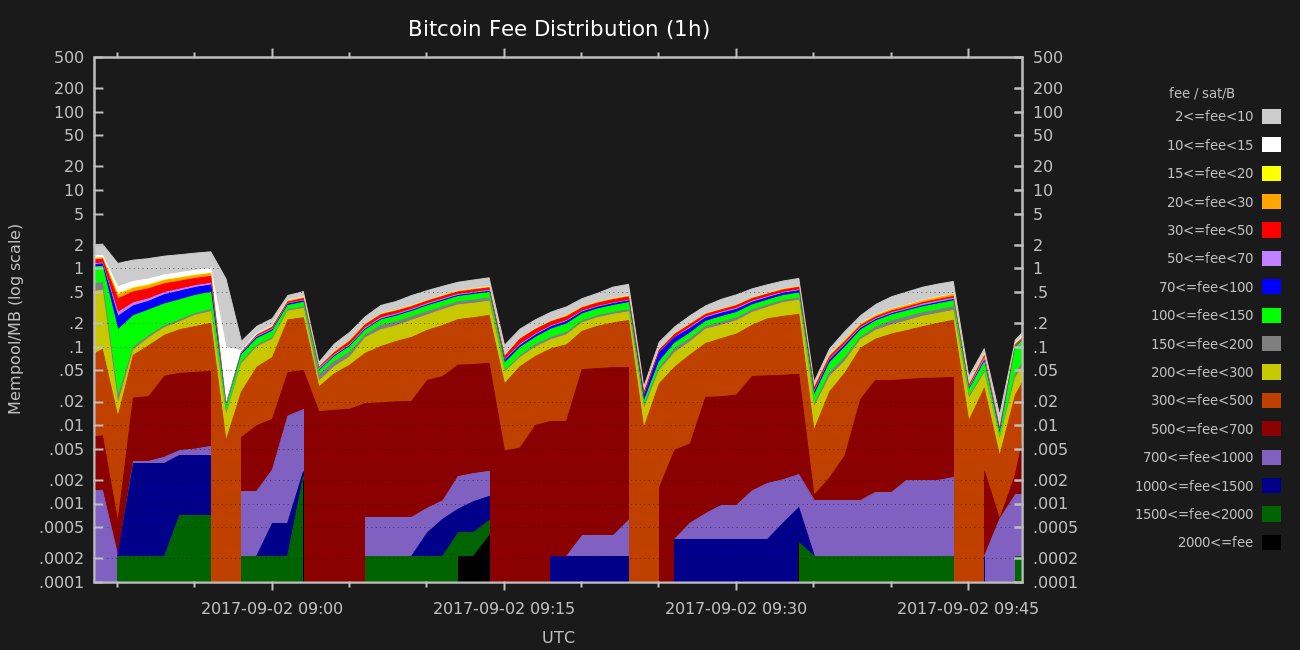 Bitcoin Fee Distribution (1h)
Mempool/MB (log scale)
500
200
100
50
20
10
5
2
1
.5
.2
.1
.05
.02
.01
.005
.002
.001
.0005
.0002
.0001
500
200
100
50
20
10
5
2
1
.5
.2
.1
.05
.02
.01
.005
.002
.001
.0005
.0002
.0001
2017-09-02 09:00
2017-09-02 09:15
2017-09-02 09:30
2017-09-02 09:45
UTC
fee / sat/B
2<=fee<10
10<=fee<15
15<=fee<20
20<=fee<30
30<=fee<50
50<=fee<70
70<=fee<100
100<=fee<150
150<=fee<200
200<=fee<300
300<=fee<500
500<=fee<700
700<=fee<1000
1000<=fee<1500
1500<=fee<2000
2000<=fee